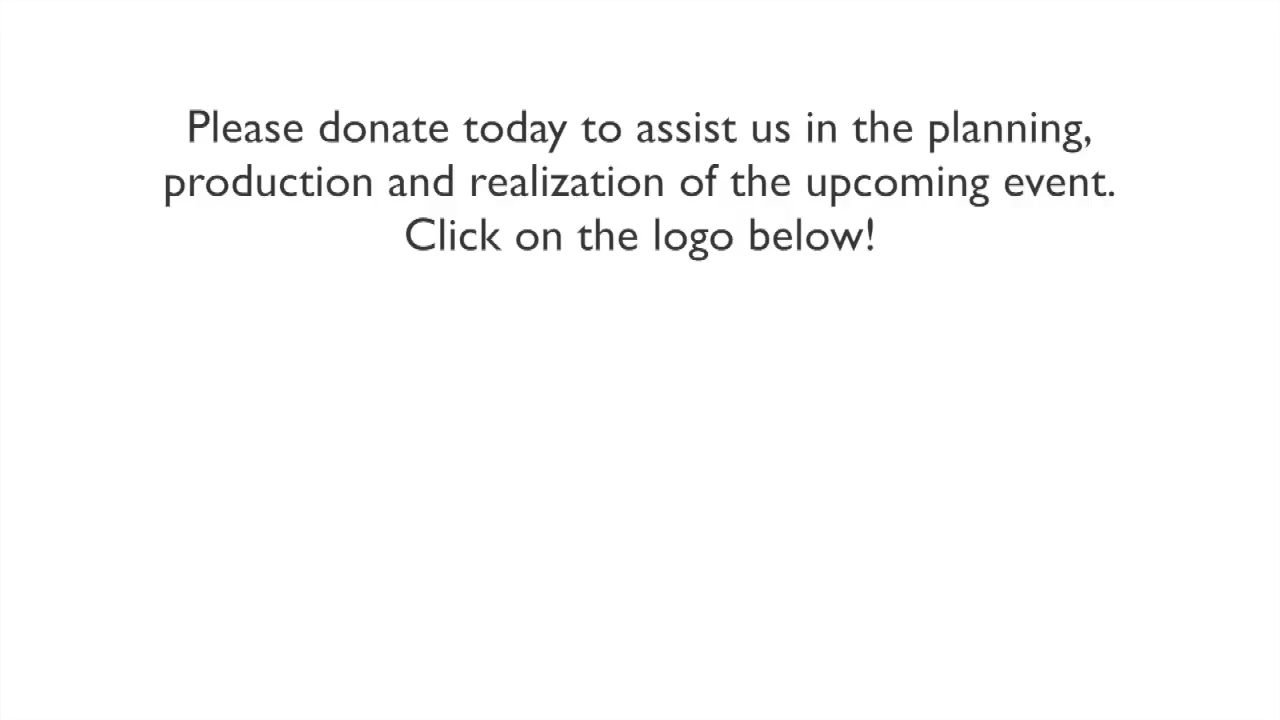 Please donate today to assist us in the planning,
production and realization of the upcoming event.
Click on the logo below!